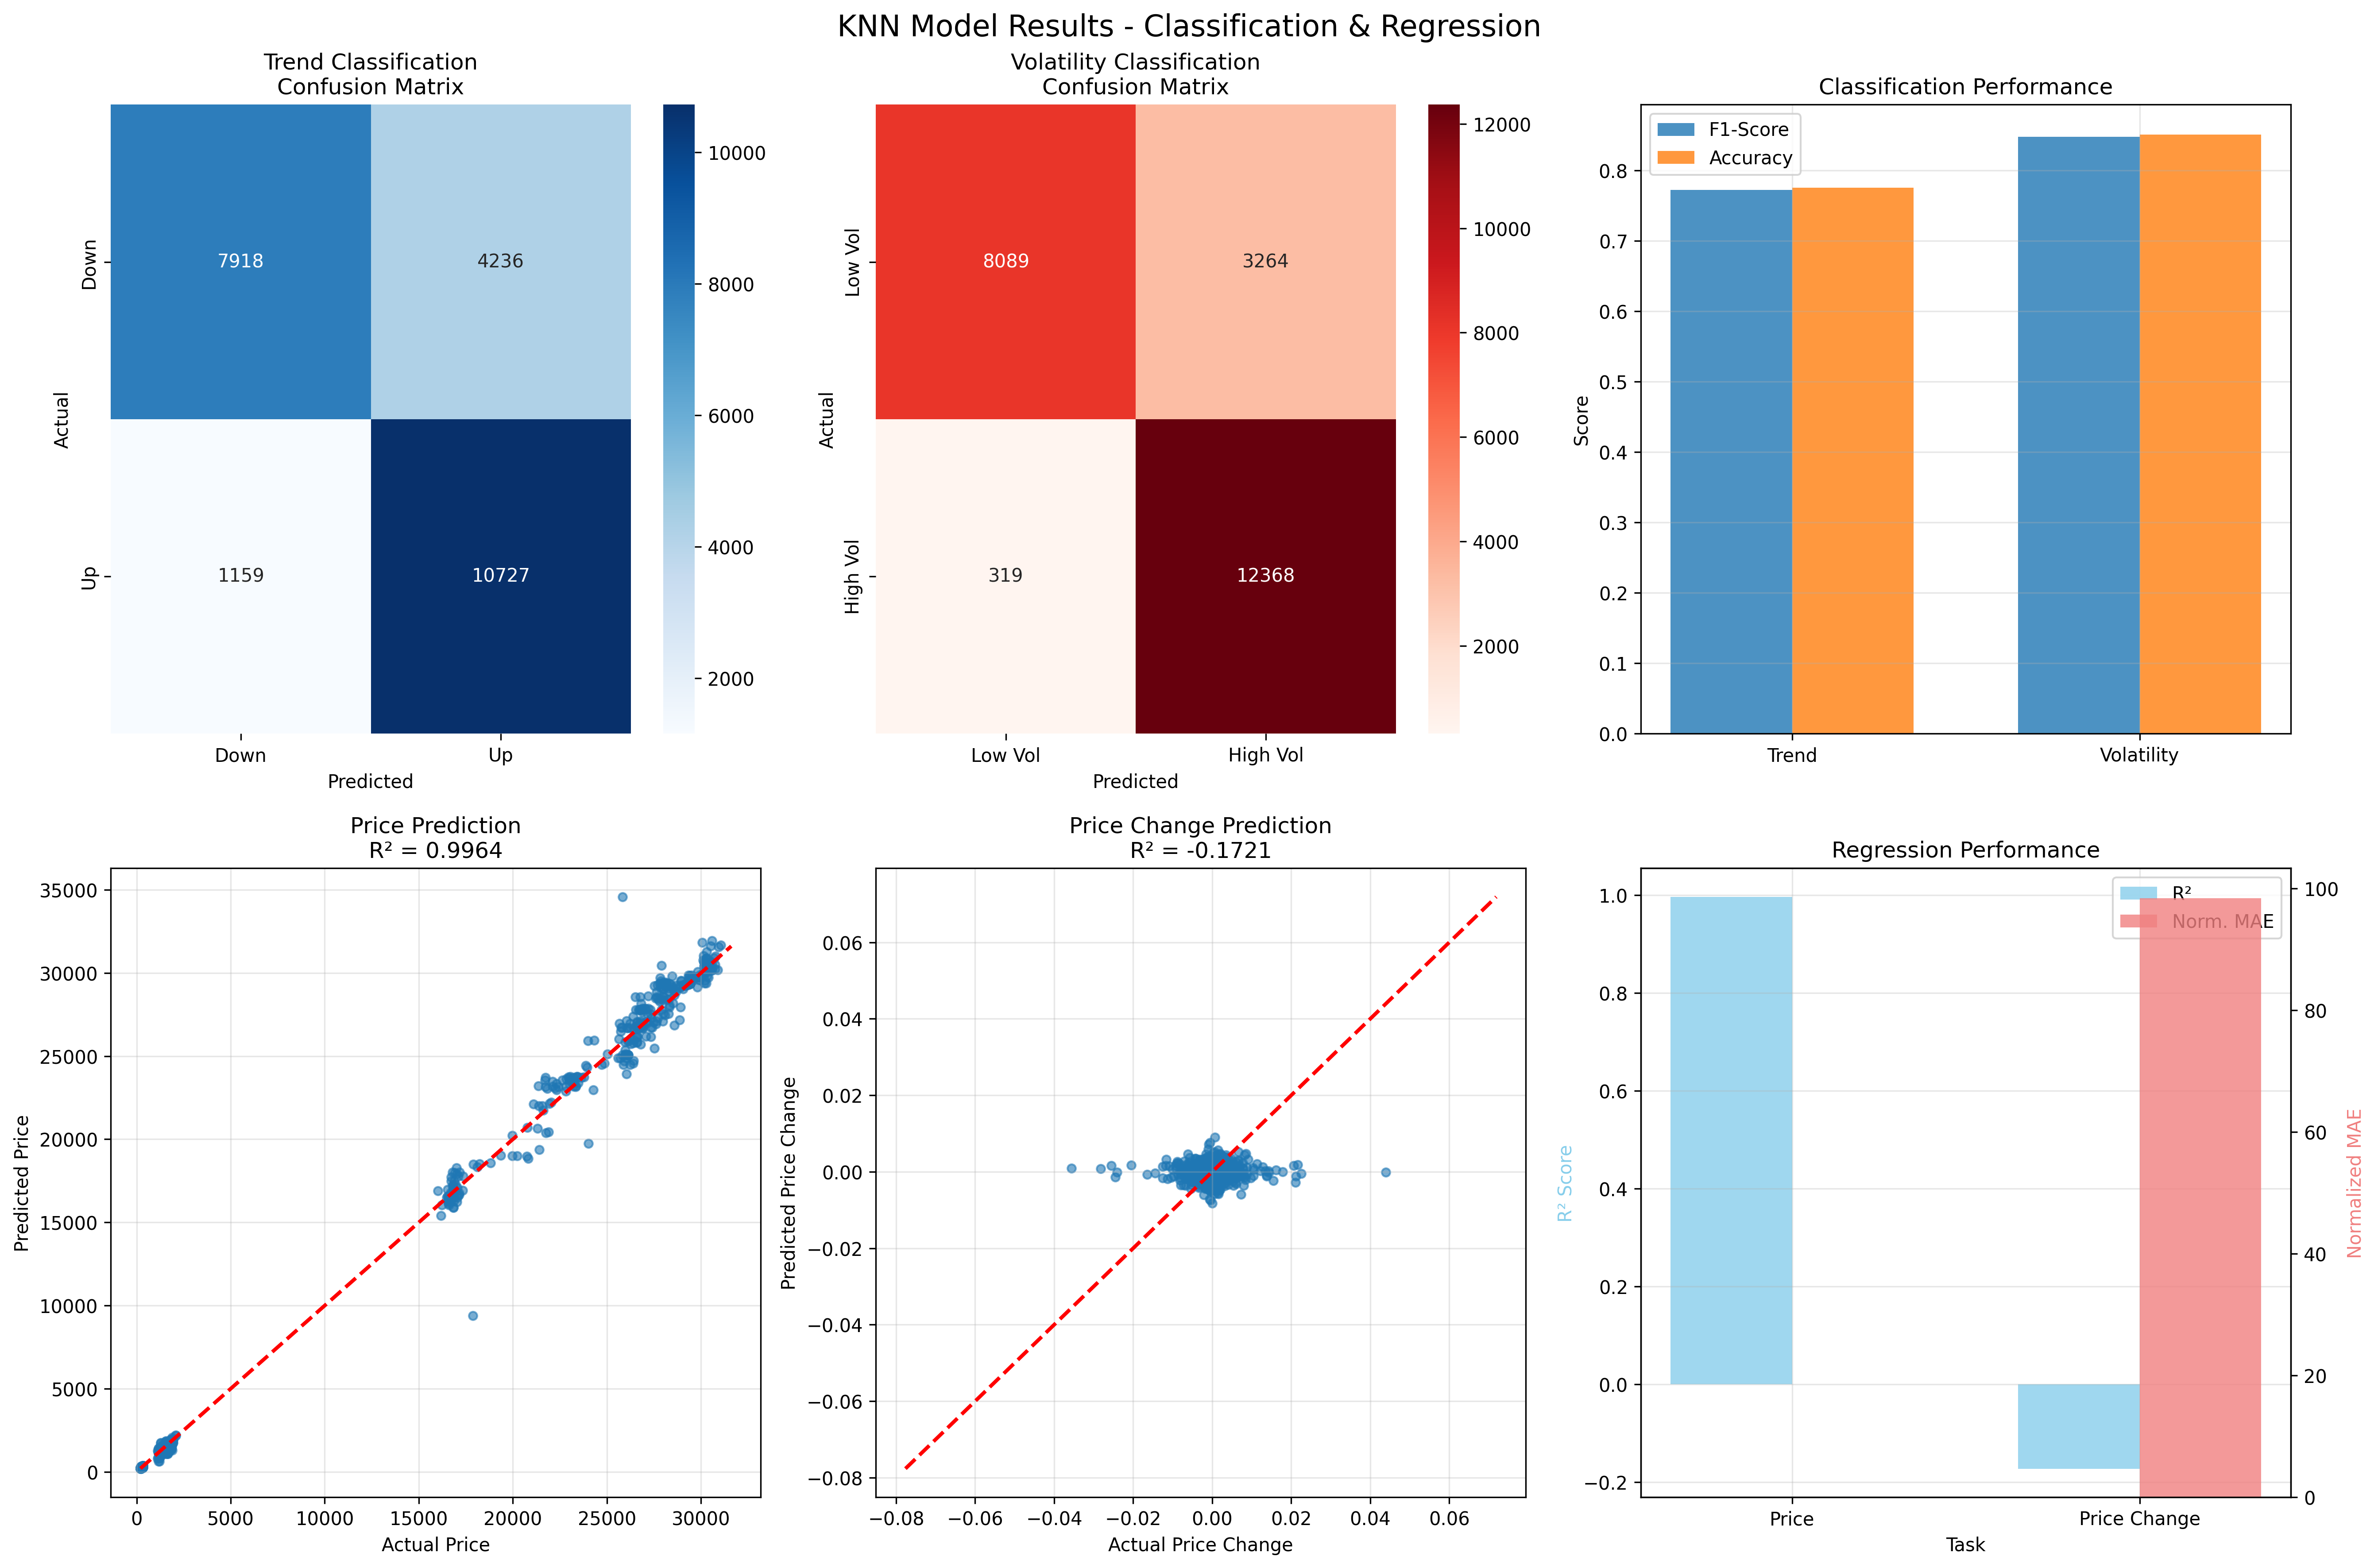 KNN Model Results - Classification & Regression
Trend Classification
Confusion Matrix
Actual
Down
Up
7918
4236
1159
10727
10000
8000
6000
4000
2000
Down
Up
Predicted
Volatility Classification
Confusion Matrix
Actual
Low Vol
High Vol
8089
3264
319
12368
12000
10000
8000
6000
4000
2000
Low Vol
High Vol
Predicted
Classification Performance
F1-Score
Accuracy
Score
0.8
0.7
0.6
0.5
0.4
0.3
0.2
0.1
0.0
Trend
Volatility
Price Prediction
R² = 0.9964
Predicted Price
35000
30000
25000
20000
15000
10000
5000
0
0
5000
10000
15000
20000
25000
30000
Actual Price
Price Change Prediction
R² = -0.1721
Predicted Price Change
0.06
0.04
0.02
0.00
−0.02
−0.04
−0.06
−0.08
−0.08
−0.06
−0.04
−0.02
0.00
0.02
0.04
0.06
Actual Price Change
Regression Performance
R²
Norm. MAE
R² Score
1.0
0.8
0.6
0.4
0.2
0.0
−0.2
100
80
60
40
20
0
Normalized MAE
Price
Price Change
Task